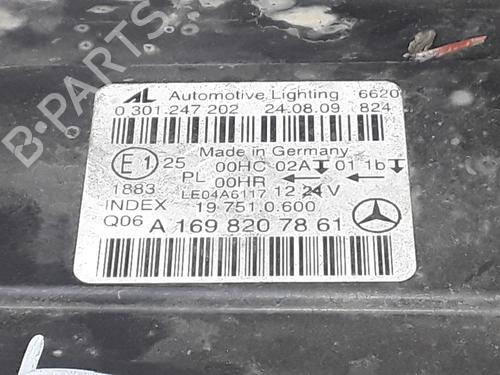 AL Automotive Lighting 6620
0 301.247 202 24.08.09 824
Made in Germany
E1 25 00HC 02A 01 1b
PL 00HR
1883 LE04A6117 12 24 V
INDEX 19 751 0.600
Q06 A 169 820 78 61
B-PARTS